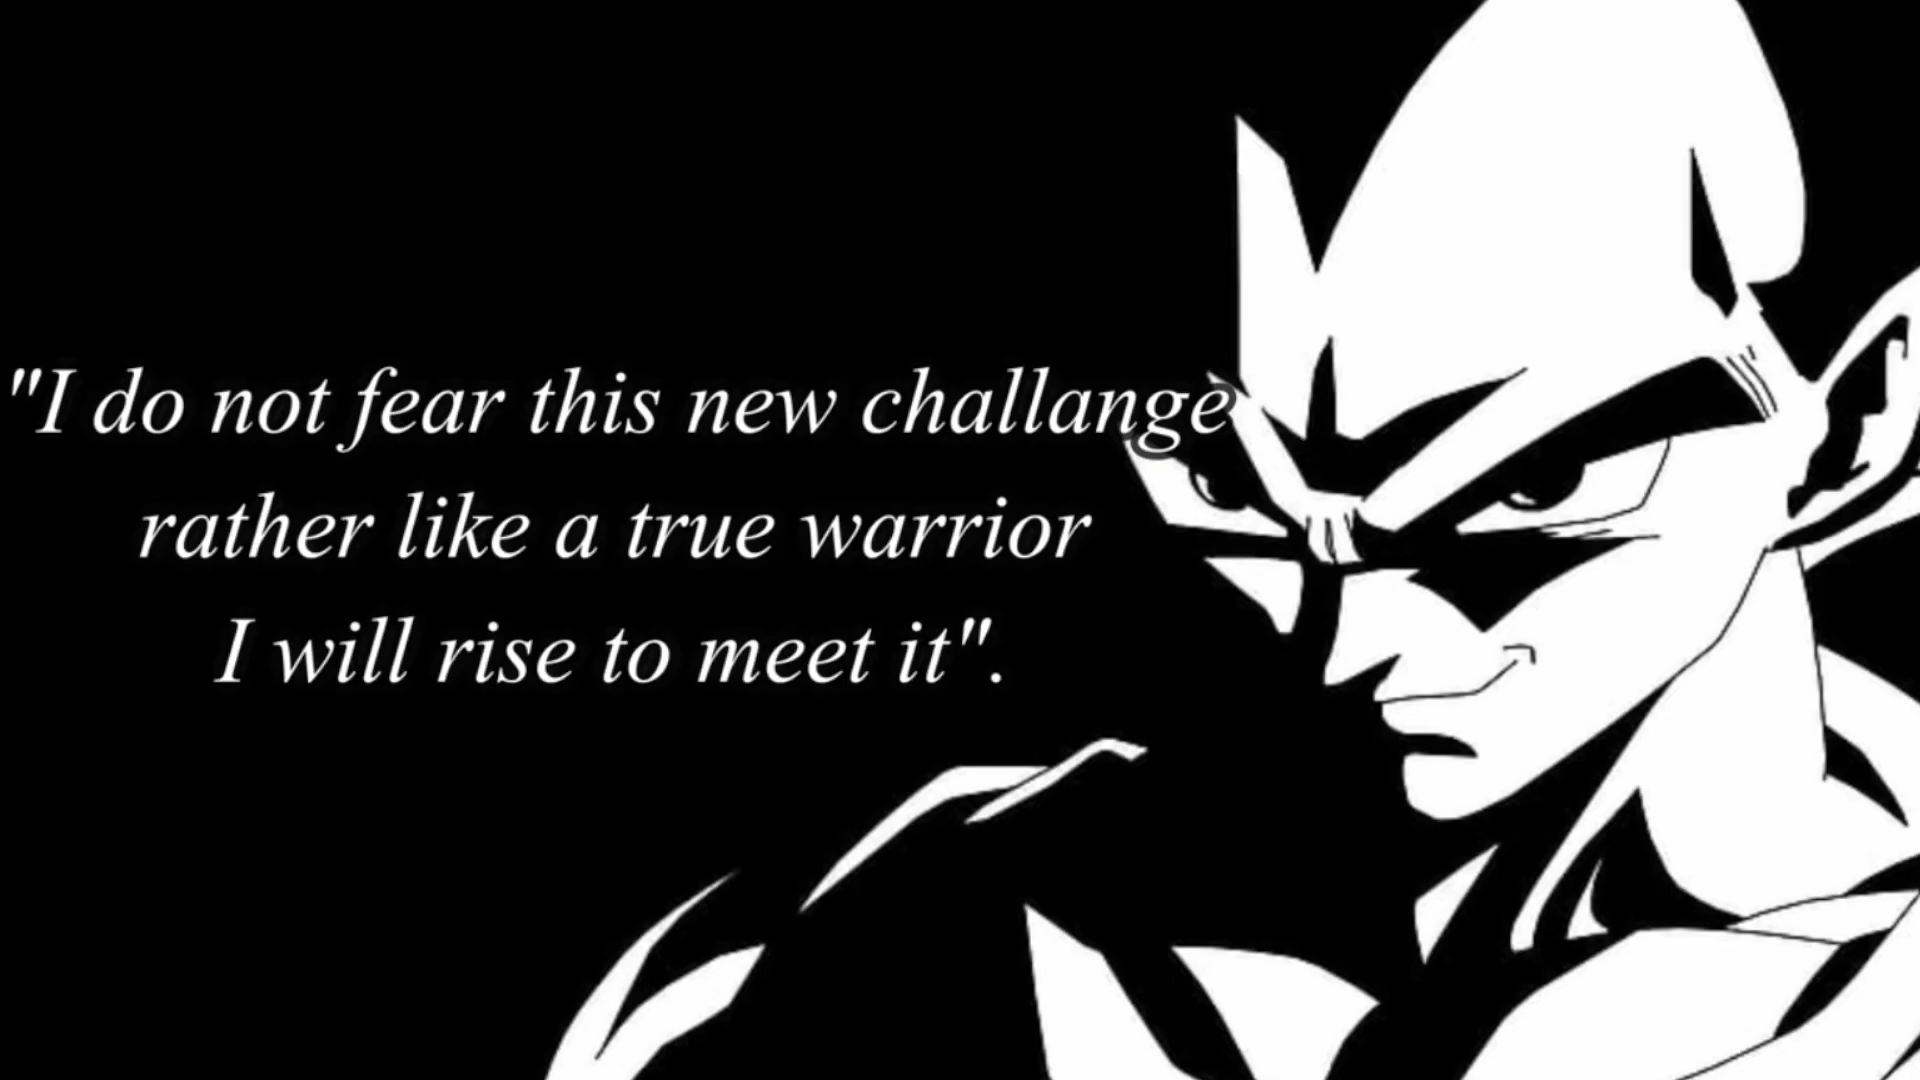 "I do not fear this new challange
rather like a true warrior
I will rise to meet it".